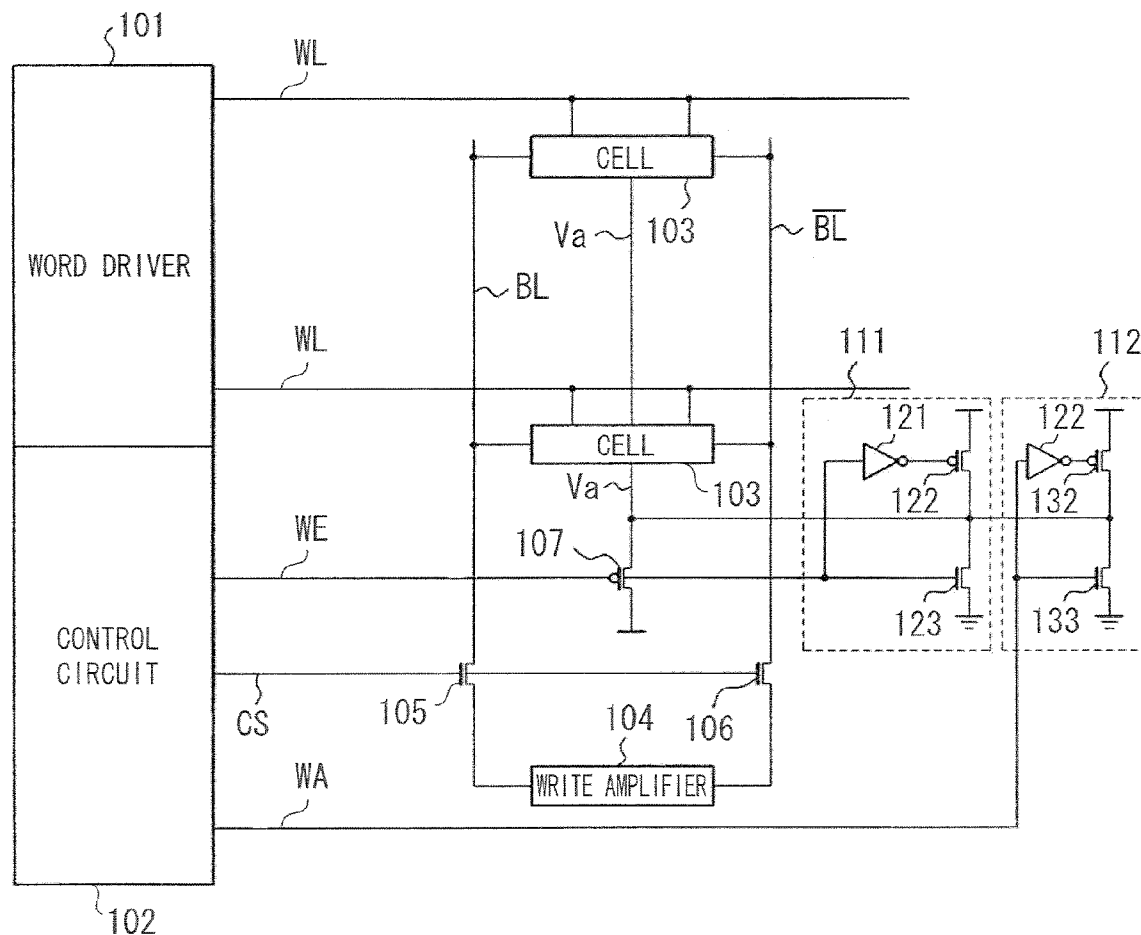 101
WL
CELL
103
Va
BL
WORD DRIVER
BL
WL
111
112
121
122
CELL
103
122
132
Va
WE
107
123
133
CONTROL
CIRCUIT
CS
105
104
106
WRITE AMPLIFIER
WA
102